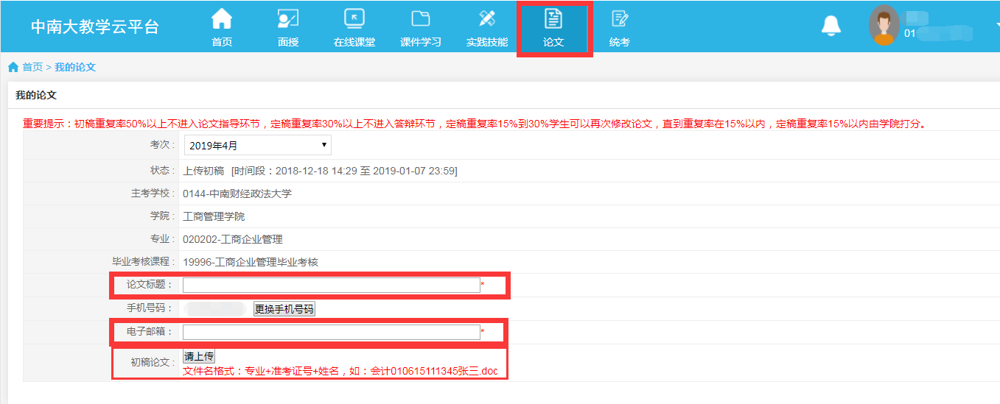 中南大教学云平台
首页 面授 在线课堂 课件学习 实践技能 论文 统考
01
首页 > 我的论文
我的论文
重要提示：初稿重复率50%以上不进入论文指导环节，定稿重复率30%以上不进入答辩环节，定稿重复率15%到30%学生可以再次修改论文，直到重复率在15%以内，定稿重复率15%以内由学院打分。
考次： 2019年4月
状态： 上传初稿 [时间段：2018-12-18 14:29 至 2019-01-07 23:59]
主考学校： 0144-中南财经政法大学
学院： 工商管理学院
专业： 020202-工商企业管理
毕业考核课程： 19996-工商企业管理毕业考核
论文标题： *
手机号码： 更换手机号码
电子邮箱： *
初稿论文： 请上传
文件名格式：专业+准考证号+姓名，如：会计010615111345张三.doc